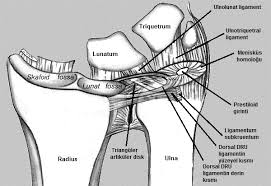 Ulnolunat ligament
Triquetrum
Ulnotriquetral
ligament
Lunatum
Menisküs
homoloğu
Skafoid fossa
Lunat fossa
Prestiloid
girinti
Ligamentum
subkruentum
Dorsal DRU
ligamentin
yüzeyel kısmı
Triangüler
artiküler disk
Radius
Ulna
Dorsal DRU
ligamentin derin
kısmı